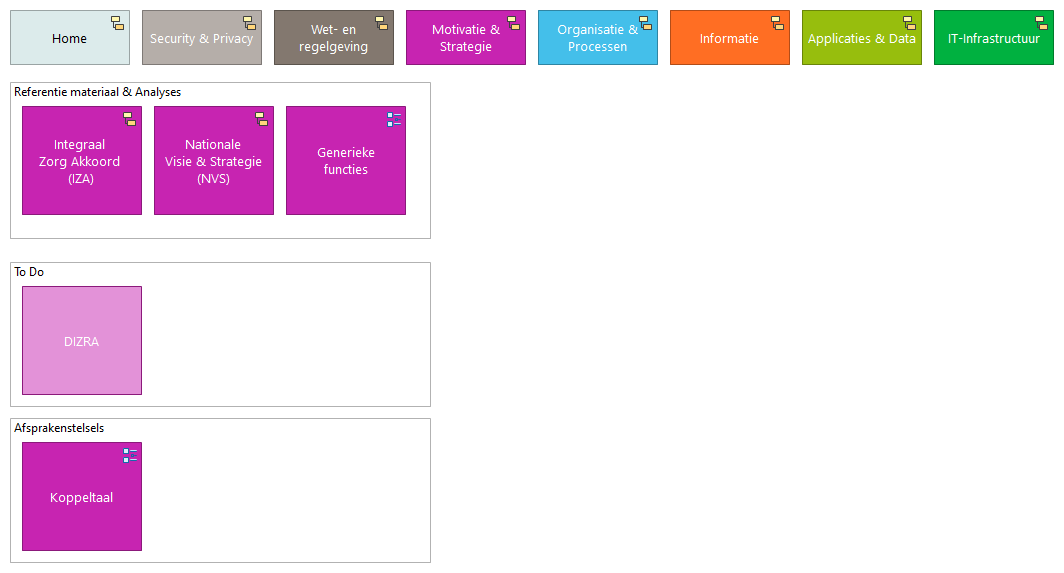 Home
Security & Privacy
Wet- en
regelgeving
Motivatie &
Strategie
Organisatie &
Processen
Informatie
Applicaties & Data
IT-Infrastructuur
Referentie materiaal & Analyses
Integraal
Zorg Akkoord
(IZA)
Nationale
Visie & Strategie
(NVS)
Generieke
functies
To Do
DIZRA
Afsprakenstelsels
Koppeltaal